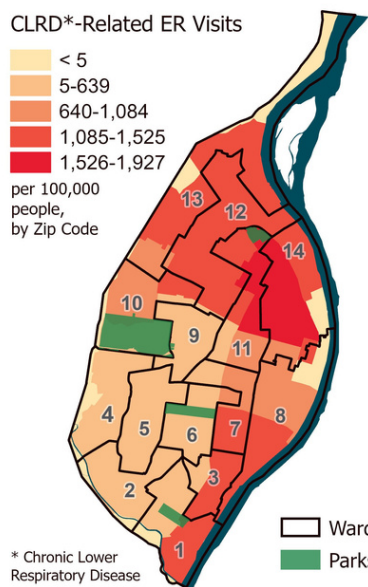 CLRD*-Related ER Visits
< 5
5-639
640-1,084
1,085-1,525
1,526-1,927
per 100,000
people,
by Zip Code
13
12
14
10
9
11
4
5
6
7
8
2
3
1
Ward
Park
* Chronic Lower
Respiratory Disease